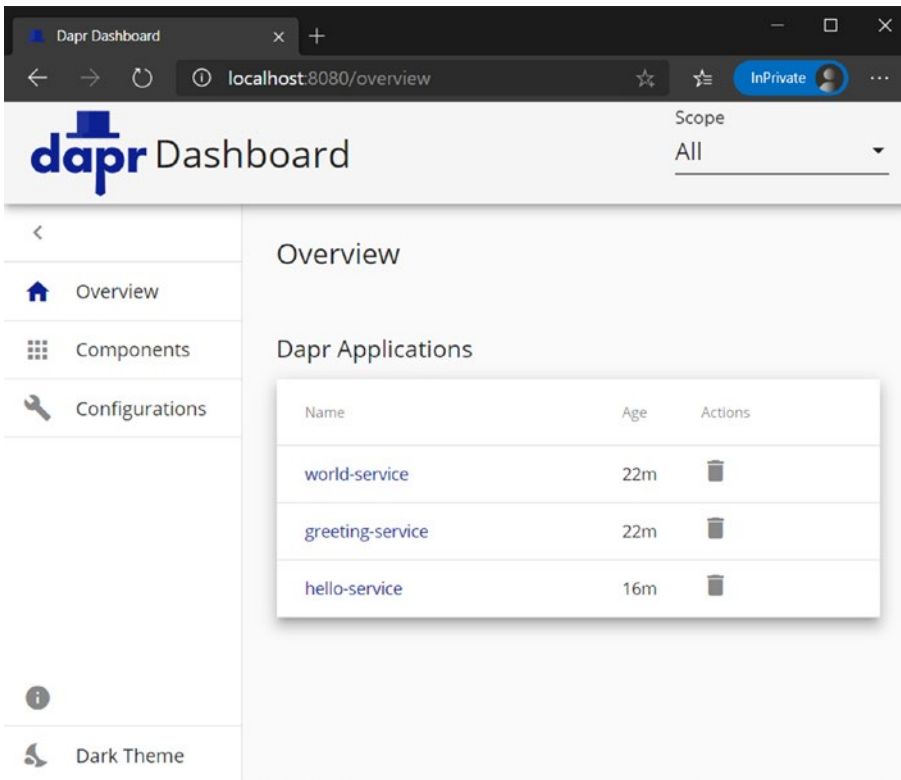 Dapr Dashboard
localhost:8080/overview
InPrivate
dapr Dashboard
Scope
All
Overview
Components
Configurations
Dark Theme
Overview
Dapr Applications
Name Age Actions
world-service 22m
greeting-service 22m
hello-service 16m